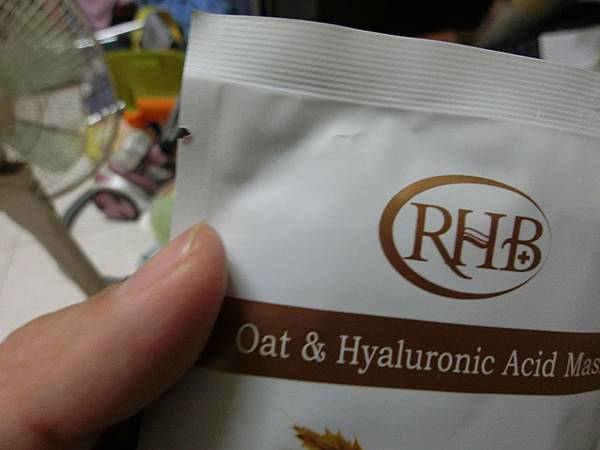 RHB
Oat & Hyaluronic Acid Mas